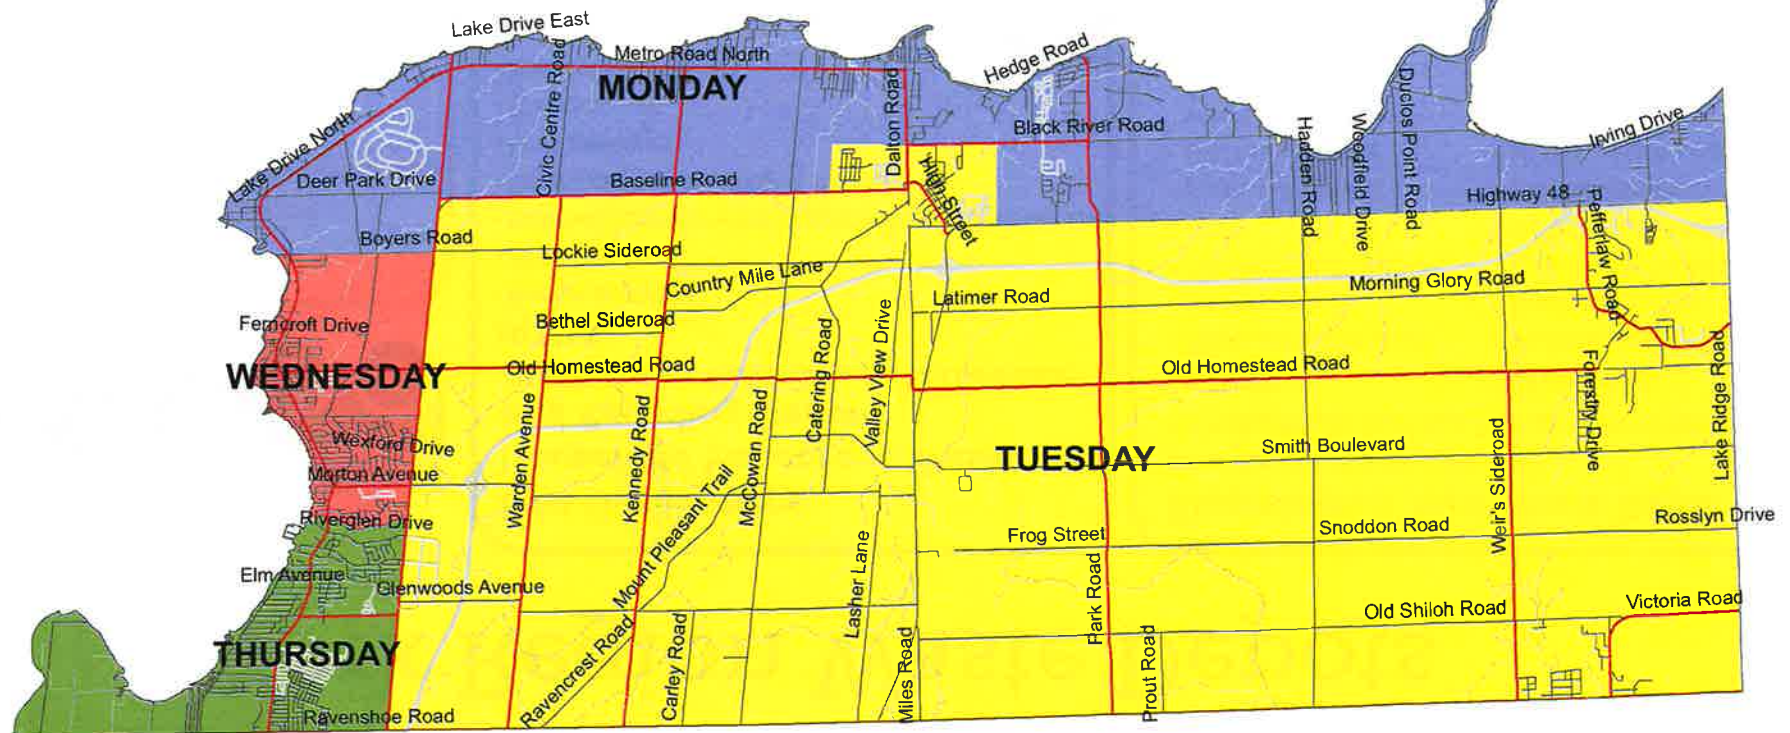 Lake Drive East
Metro Road North
Hedge Road
MONDAY
Civic Centre Road
Dalton Road
Black River Road
Hadden Road
Woodfield Drive
Duclos Point Road
Irving Drive
Lake Drive North
Deer Park Drive
Baseline Road
High Street
Highway 48
Pefferlaw Road
Boyers Road
Lockie Sideroad
Country Mile Lane
Latimer Road
Morning Glory Road
Ferncroft Drive
Bethel Sideroad
WEDNESDAY
Old Homestead Road
Catering Road
Valley View Drive
Old Homestead Road
Forestry Drive
Lake Ridge Road
Wexford Drive
Morton Avenue
Warden Avenue
Kennedy Road
McCowan Road
TUESDAY
Smith Boulevard
Weir's Sideroad
Riverglen Drive
Mount Pleasant Trail
Frog Street
Snoddon Road
Rosslyn Drive
Elm Avenue
Glenwoods Avenue
Lasher Lane
Park Road
Old Shiloh Road
Victoria Road
THURSDAY
Ravencrest Road
Carley Road
Miles Road
Prout Road
Ravenshoe Road